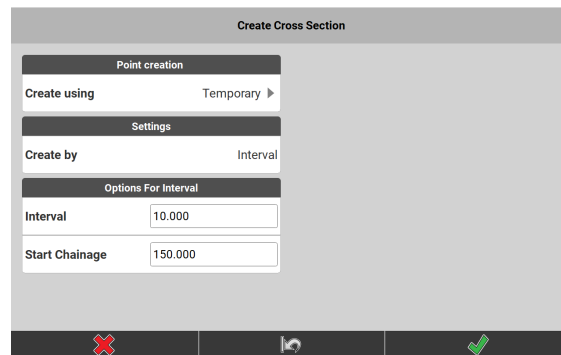 Create Cross Section
Point creation
Create using Temporary
Settings
Create by Interval
Options For Interval
Interval 10.000
Start Chainage 150.000